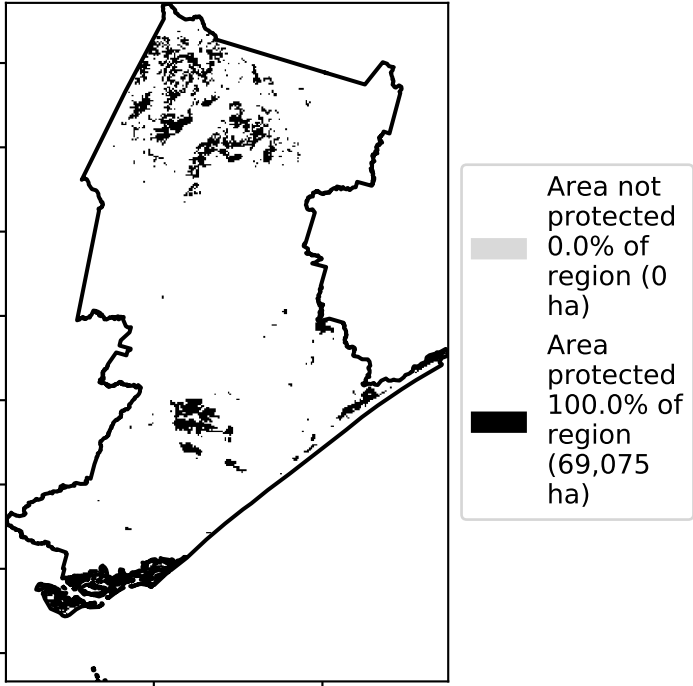 Area not
protected
0.0% of
region (0
ha)
Area
protected
100.0% of
region
(69,075
ha)